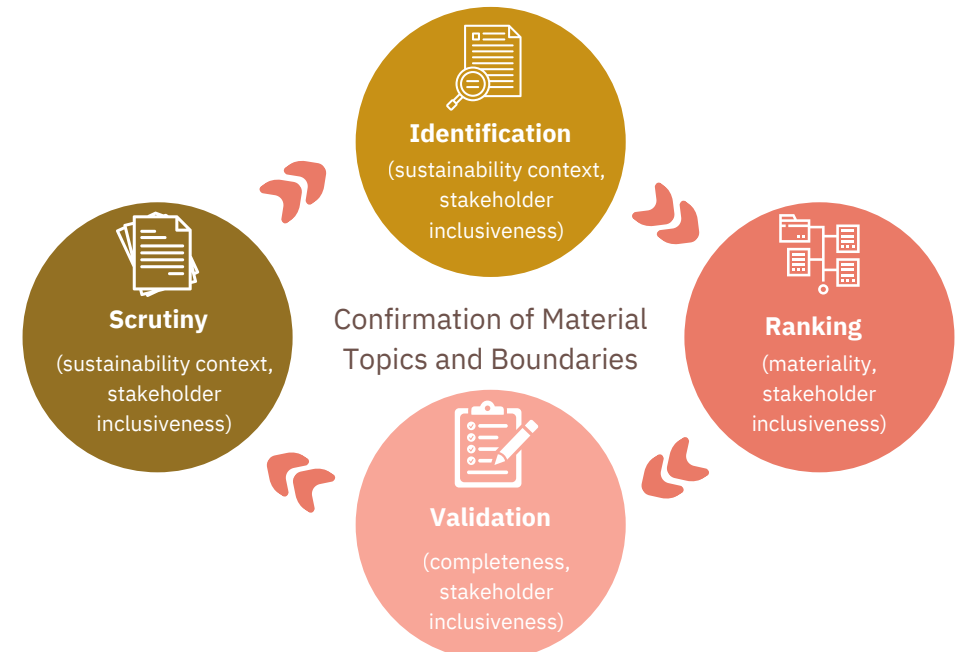 Identification
(sustainability context,
stakeholder
inclusiveness)
Ranking
(materiality,
stakeholder
inclusiveness)
Validation
(completeness,
stakeholder
inclusiveness)
Scrutiny
(sustainability context,
stakeholder
inclusiveness)
Confirmation of Material
Topics and Boundaries